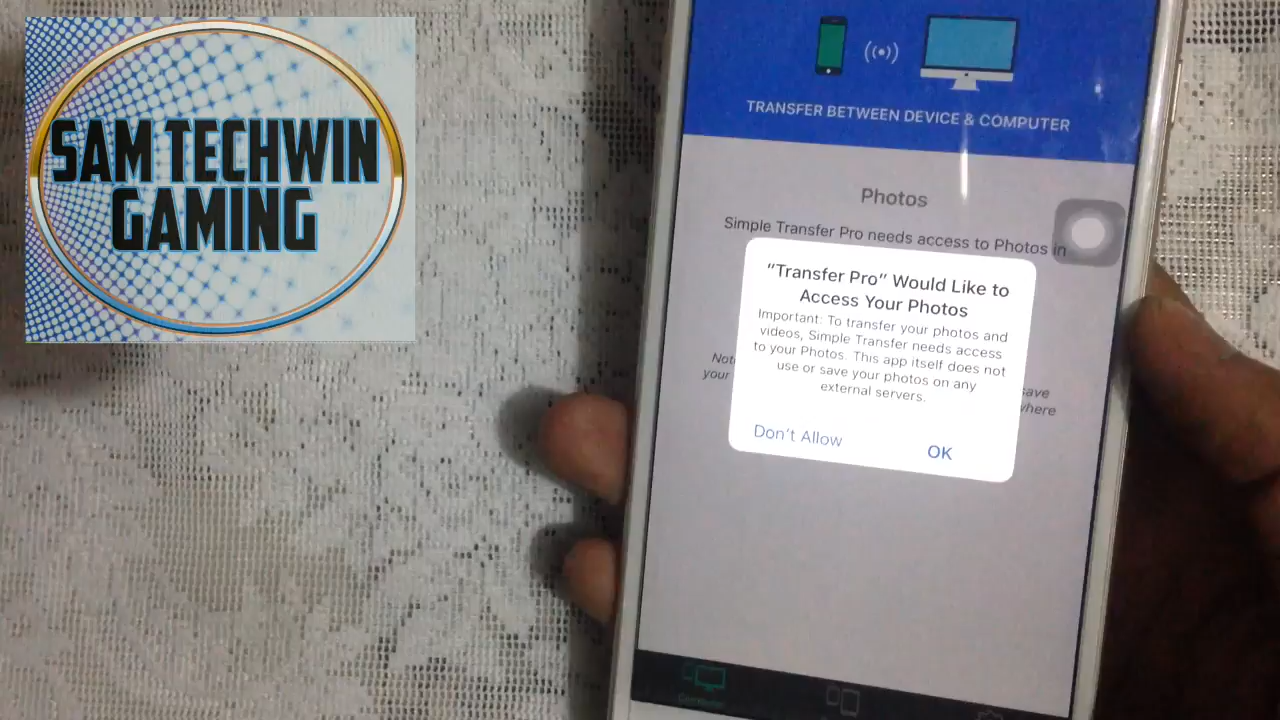 SAM TECHWIN
GAMING
TRANSFER BETWEEN DEVICE & COMPUTER
Photos
Simple Transfer Pro needs access to Photos in
“Transfer Pro” Would Like to
Access Your Photos
Important: To transfer your photos and
videos, Simple Transfer needs access
to your Photos. This app itself does not
use or save your photos on any
external servers.
your
save
Don’t Allow
OK